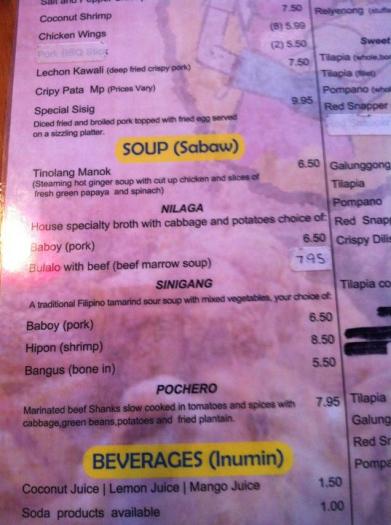 Salt and Pepper
Coconut Shrimp 7.50
Chicken Wings (8) 5.99
Pork BBQ Stick (2) 5.50
Lechon Kawali (deep fried crispy pork) 7.50
Cripy Pata Mp (Prices Vary)
Special Sisig 9.95
Diced fried and broiled pork topped with fried egg served
on a sizzling platter.
SOUP (Sabaw)
Tinolang Manok 6.50
(Steaming hot ginger soup with cut up chicken and slices of
fresh green papaya and spinach)
NILAGA
House specialty broth with cabbage and potatoes choice of:
Baboy (pork) 6.50
Bulalo with beef (beef marrow soup) 7.95
SINIGANG
A traditional Filipino tamarind sour soup with mixed vegetables, your choice of:
Baboy (pork) 6.50
Hipon (shrimp) 8.50
Bangus (bone in) 5.50
POCHERO
Marinated beef Shanks slow cooked in tomatoes and spices with 7.95
cabbage,green beans,potatoes and fried plantain.
BEVERAGES (Inumin)
Coconut Juice | Lemon Juice | Mango Juice 1.50
Soda products available 1.00
Relyenong
Sweet
Tilapia
Tilapia (fillet)
Pompano
Red Snapper
Galunggong
Tilapia
Pompano
Red
Crispy
Tilapia
Tilapia
Red